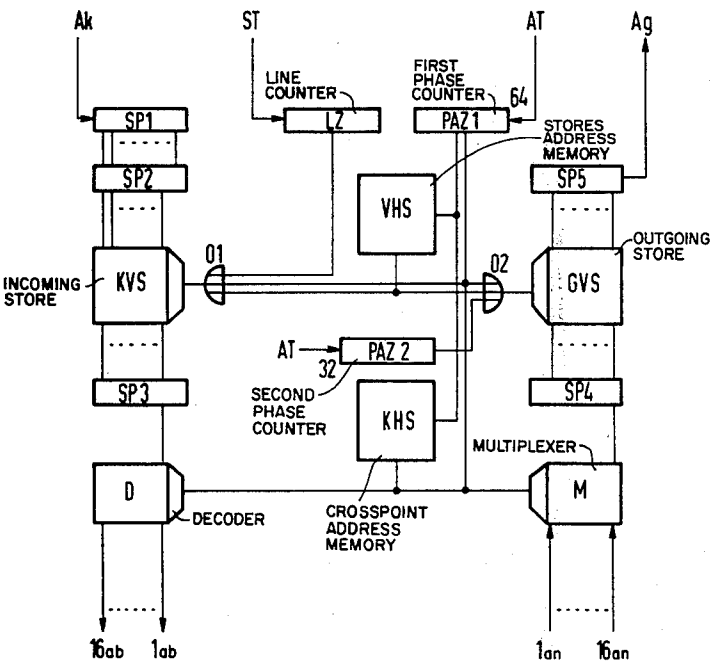 Ak
ST
AT
Ag
LINE
COUNTER
FIRST
PHASE
COUNTER
64
SP1
LZ
PAZ 1
STORES
ADDRESS
MEMORY
SP2
VHS
SP5
OUTGOING
STORE
INCOMING
STORE
KVS
01
02
GVS
AT
PAZ 2
32
SECOND
PHASE
COUNTER
SP3
KHS
SP4
MULTIPLEXER
D
DECODER
CROSSPOINT
ADDRESS
MEMORY
M
16ab
1ab
1an
16an